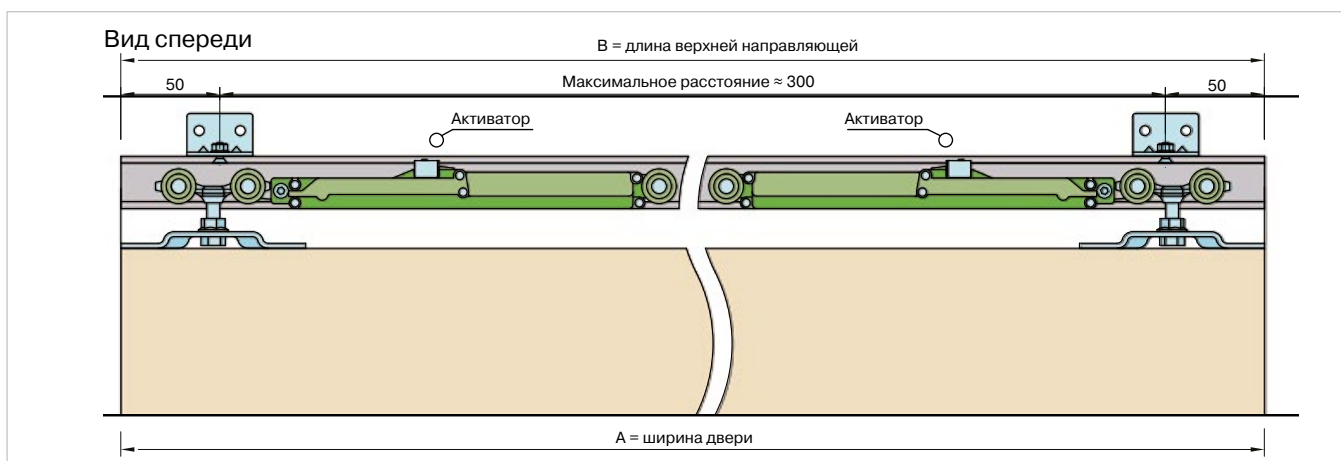 Вид спереди
B = длина верхней направляющей
50
Максимальное расстояние ≈ 300
50
Активатор
Активатор
A = ширина двери